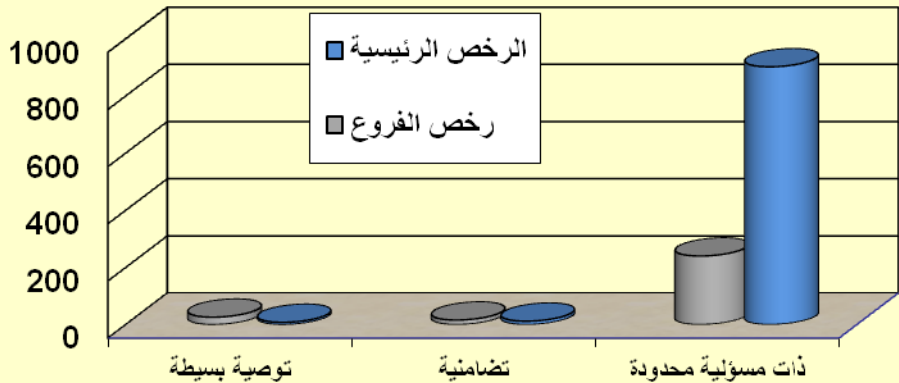 الرخص الرئيسية
رخص الفروع
1000
800
600
400
200
0
ذات مسؤلية محدودة
تضامنية
توصية بسيطة